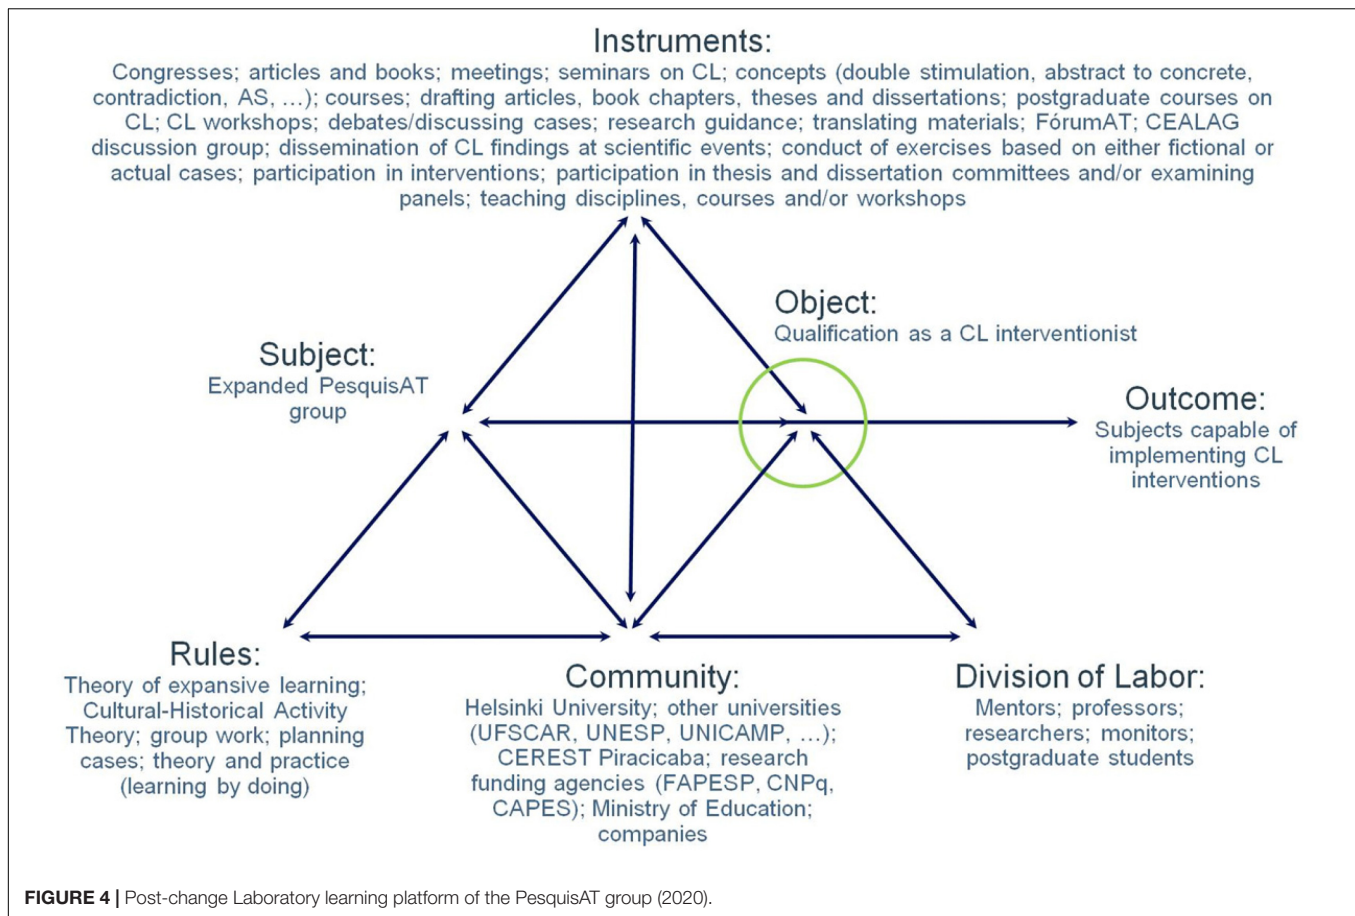 Instruments:
Congresses; articles and books; meetings; seminars on CL; concepts (double stimulation, abstract to concrete,
contradiction, AS, ...); courses; drafting articles, book chapters, theses and dissertations; postgraduate courses on
CL; CL workshops; debates/discussing cases; research guidance; translating materials; FórumAT; CEALAG
discussion group; dissemination of CL findings at scientific events; conduct of exercises based on either fictional or
actual cases; participation in interventions; participation in thesis and dissertation committees and/or examining
panels; teaching disciplines, courses and/or workshops
Object:
Qualification as a CL interventionist
Subject:
Expanded PesquisAT
group
Outcome:
Subjects capable of
implementing CL
interventions
Rules:
Theory of expansive learning;
Cultural-Historical Activity
Theory; group work; planning
cases; theory and practice
(learning by doing)
Community:
Helsinki University; other universities
(UFSCAR, UNESP, UNICAMP, ...);
CEREST Piracicaba; research
funding agencies (FAPESP, CNPq,
CAPES); Ministry of Education;
companies
Division of Labor:
Mentors; professors;
researchers; monitors;
postgraduate students
FIGURE 4 | Post-change Laboratory learning platform of the PesquisAT group (2020).